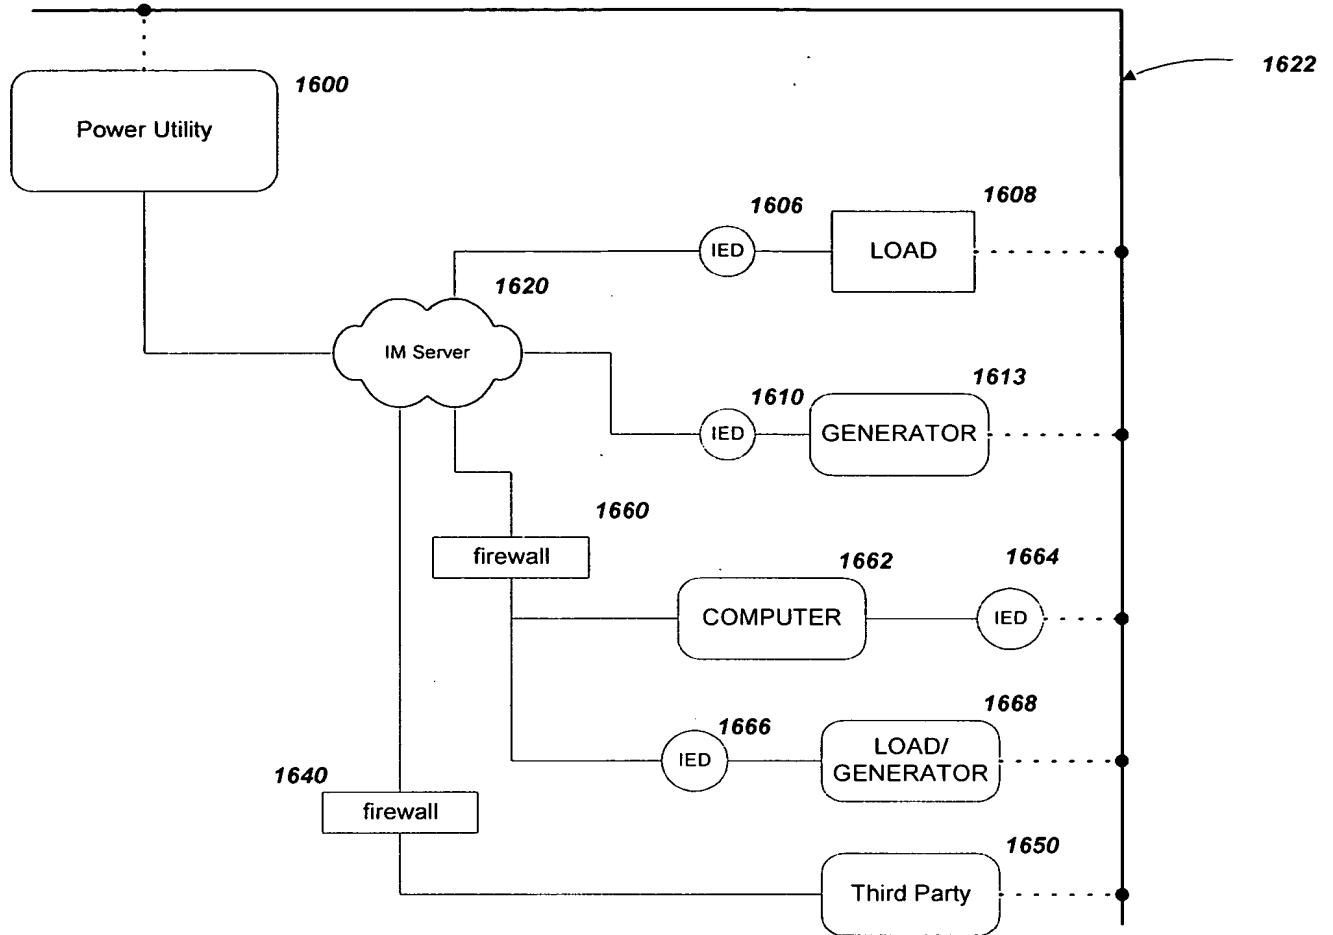 1600
1622
Power Utility
1606
1608
IED
LOAD
1620
IM Server
1610
1613
IED
GENERATOR
1660
firewall
1662
1664
COMPUTER
IED
1666
1668
IED
LOAD/
GENERATOR
1640
firewall
1650
Third Party